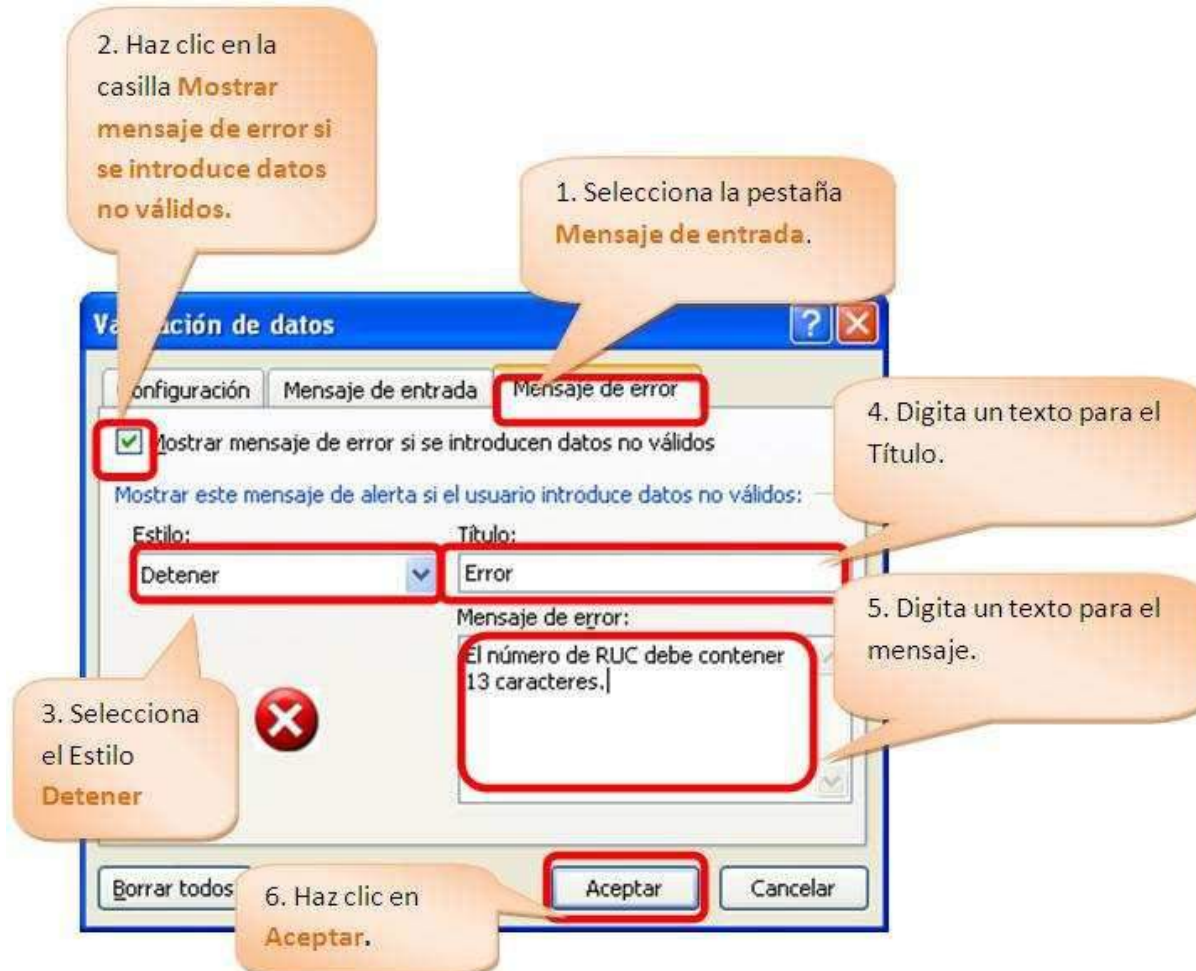 2. Haz clic en la
casilla Mostrar
mensaje de error si
se introduce datos
no válidos.
1. Selecciona la pestaña
Mensaje de entrada.
datos
Mensaje de entrada
Mensaje de error
Mostrar mensaje de error si se introducen datos no válidos
Mostrar este mensaje de alerta si el usuario introduce datos no válidos:
Estilo:
Título:
Detener
Error
Mensaje de error:
El número de RUC debe contener
13 caracteres.
4. Digita un texto para el
Título.
5. Digita un texto para el
mensaje.
3. Selecciona
el Estilo
Detener
Borrar todos
6. Haz clic en
Aceptar.
Aceptar
Cancelar